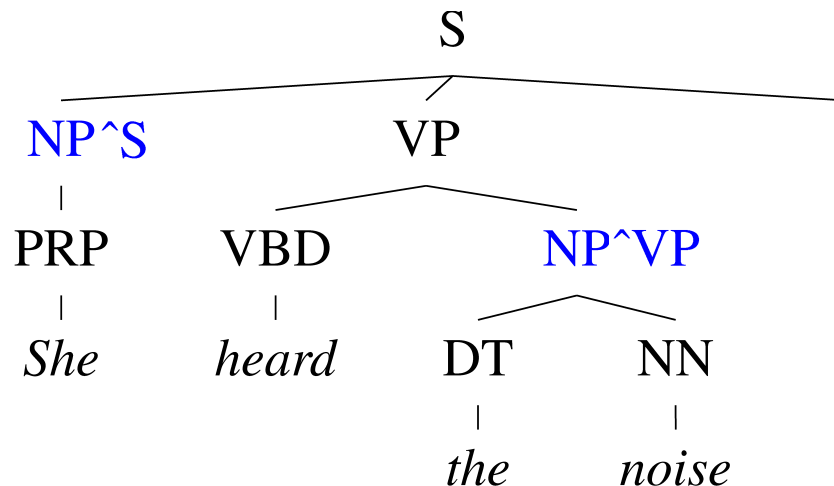 S
NP^S VP
PRP VBD NP^VP
She heard DT NN
the noise